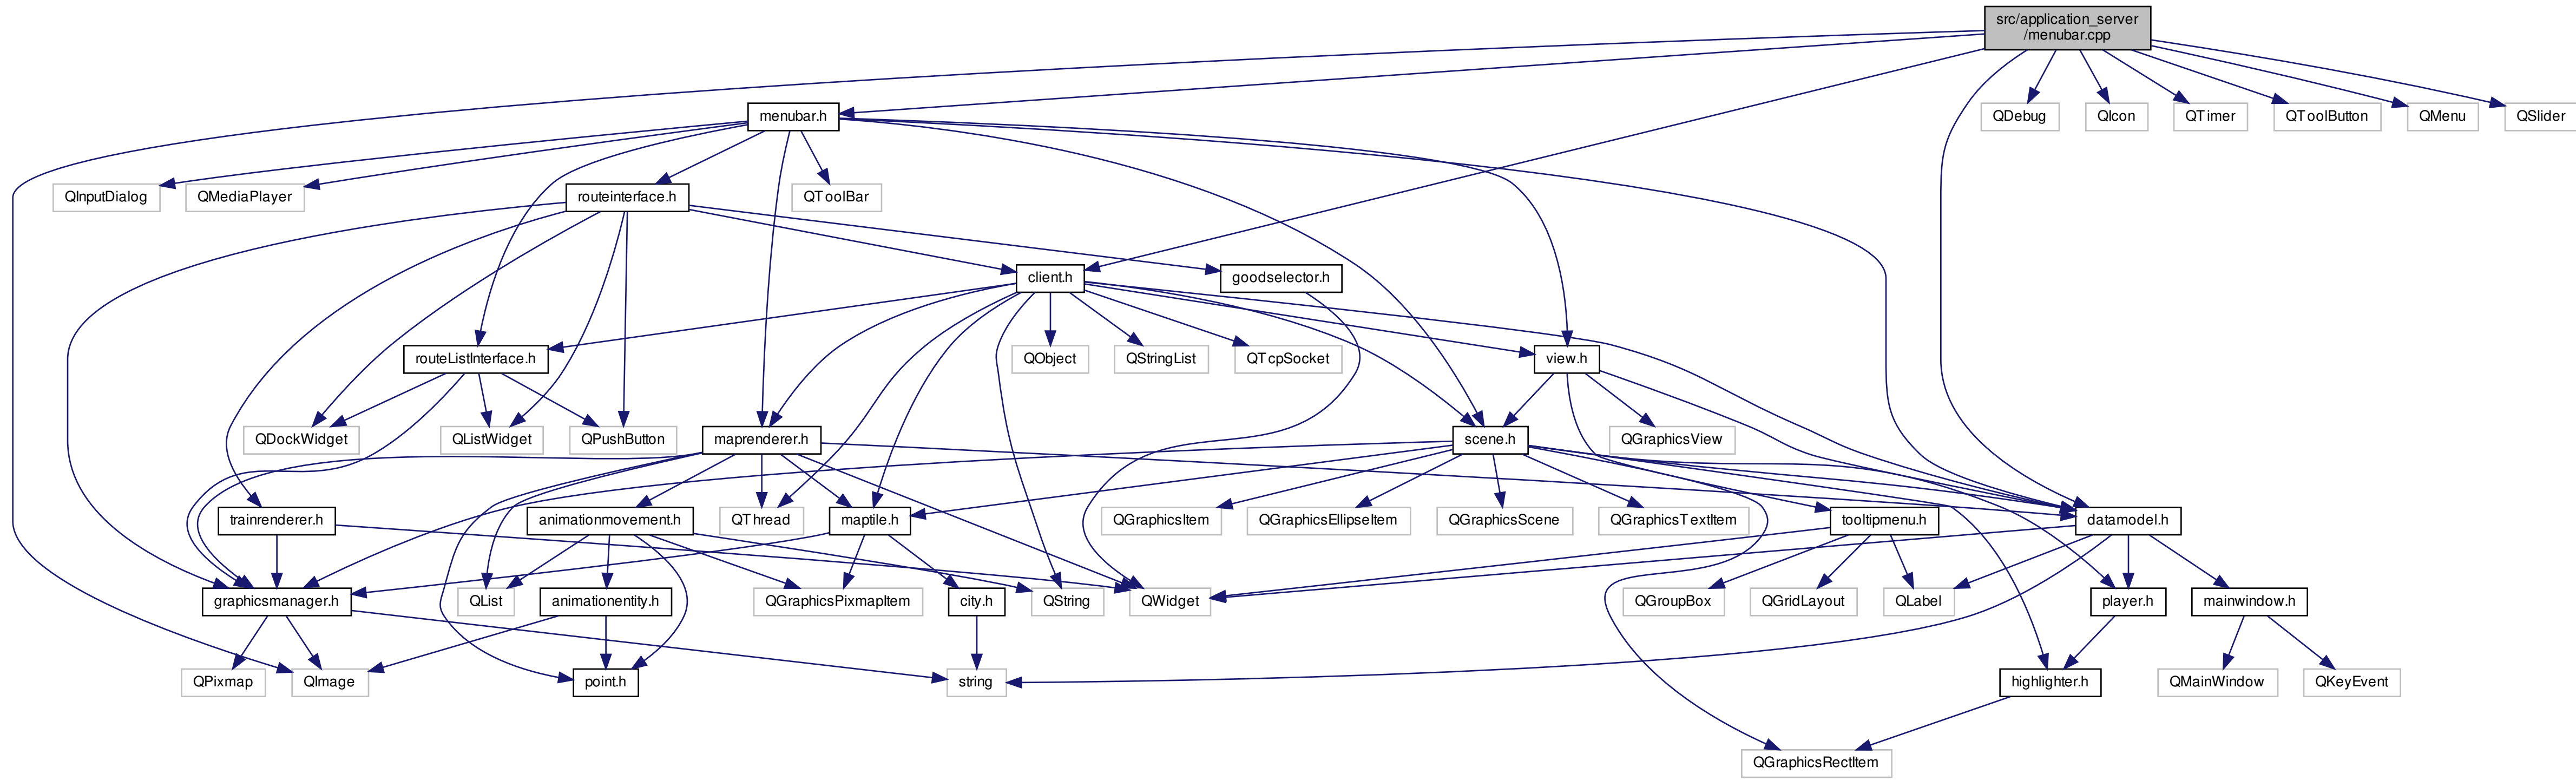 src/application_server
/menubar.cpp
menubar.h
QDebug
QIcon
QTimer
QToolButton
QMenu
QSlider
QInputDialog
QMediaPlayer
routeinterface.h
QToolBar
client.h
goodselector.h
routeListInterface.h
QObject
QStringList
QTcpSocket
view.h
QDockWidget
QListWidget
QPushButton
maprenderer.h
scene.h
QGraphicsView
trainrenderer.h
animationmovement.h
QThread
maptile.h
QGraphicsItem
QGraphicsEllipseItem
QGraphicsScene
QGraphicsTextItem
tooltipmenu.h
datamodel.h
graphicsmanager.h
QList
animationentity.h
QGraphicsPixmapItem
city.h
QString
QWidget
QGroupBox
QGridLayout
QLabel
player.h
mainwindow.h
QPixmap
QImage
point.h
string
highlighter.h
QMainWindow
QKeyEvent
QGraphicsRectItem